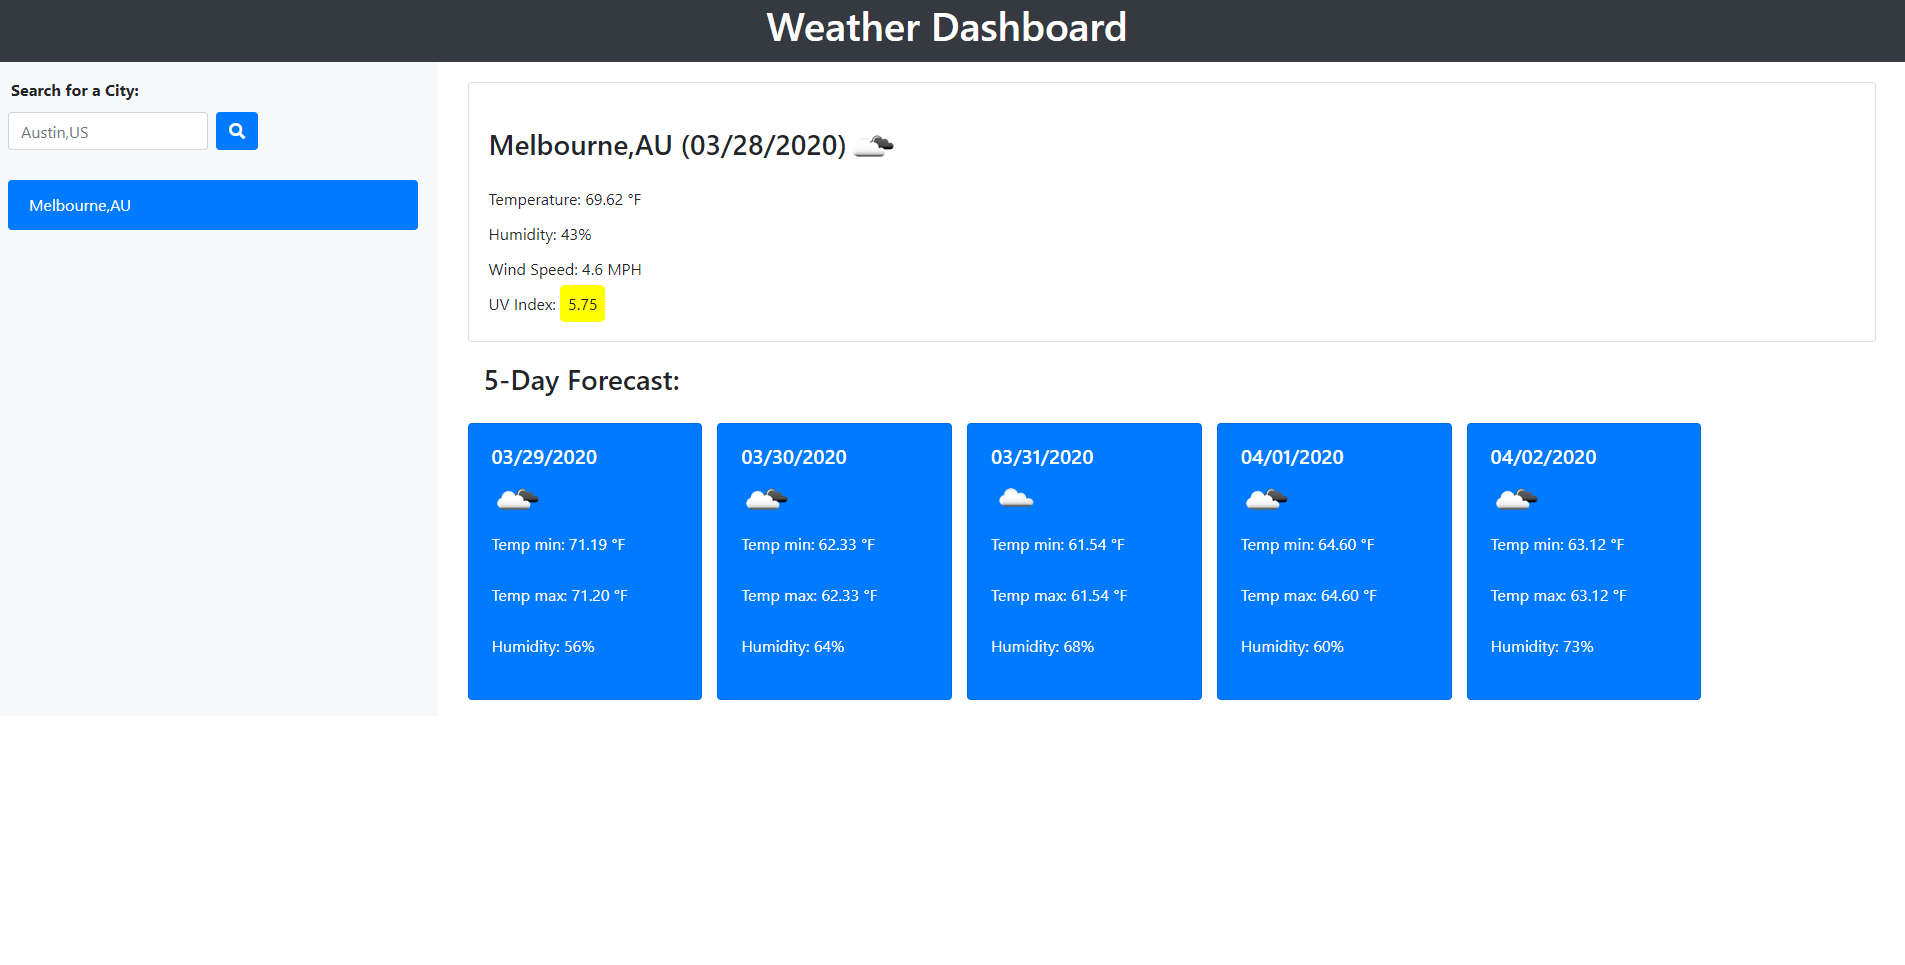 Weather Dashboard
Search for a City:
Austin,US
Melbourne,AU
Melbourne,AU (03/28/2020)
Temperature: 69.62 °F
Humidity: 43%
Wind Speed: 4.6 MPH
UV Index: 5.75
5-Day Forecast:
03/29/2020
Temp min: 71.19 °F
Temp max: 71.20 °F
Humidity: 56%
03/30/2020
Temp min: 62.33 °F
Temp max: 62.33 °F
Humidity: 64%
03/31/2020
Temp min: 61.54 °F
Temp max: 61.54 °F
Humidity: 68%
04/01/2020
Temp min: 64.60 °F
Temp max: 64.60 °F
Humidity: 60%
04/02/2020
Temp min: 63.12 °F
Temp max: 63.12 °F
Humidity: 73%